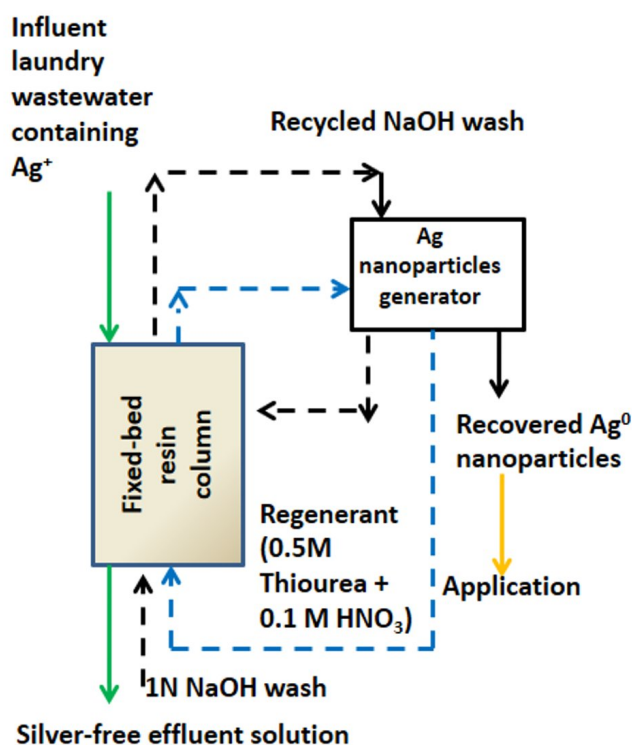 Influent
laundry
wastewater
containing
Ag⁺
Recycled NaOH wash
Ag
nanoparticles
generator
Fixed-bed
resin
column
Recovered Ag⁰
nanoparticles
Regenerant
(0.5M
Thiourea +
0.1 M HNO₃)
Application
1N NaOH wash
Silver-free effluent solution